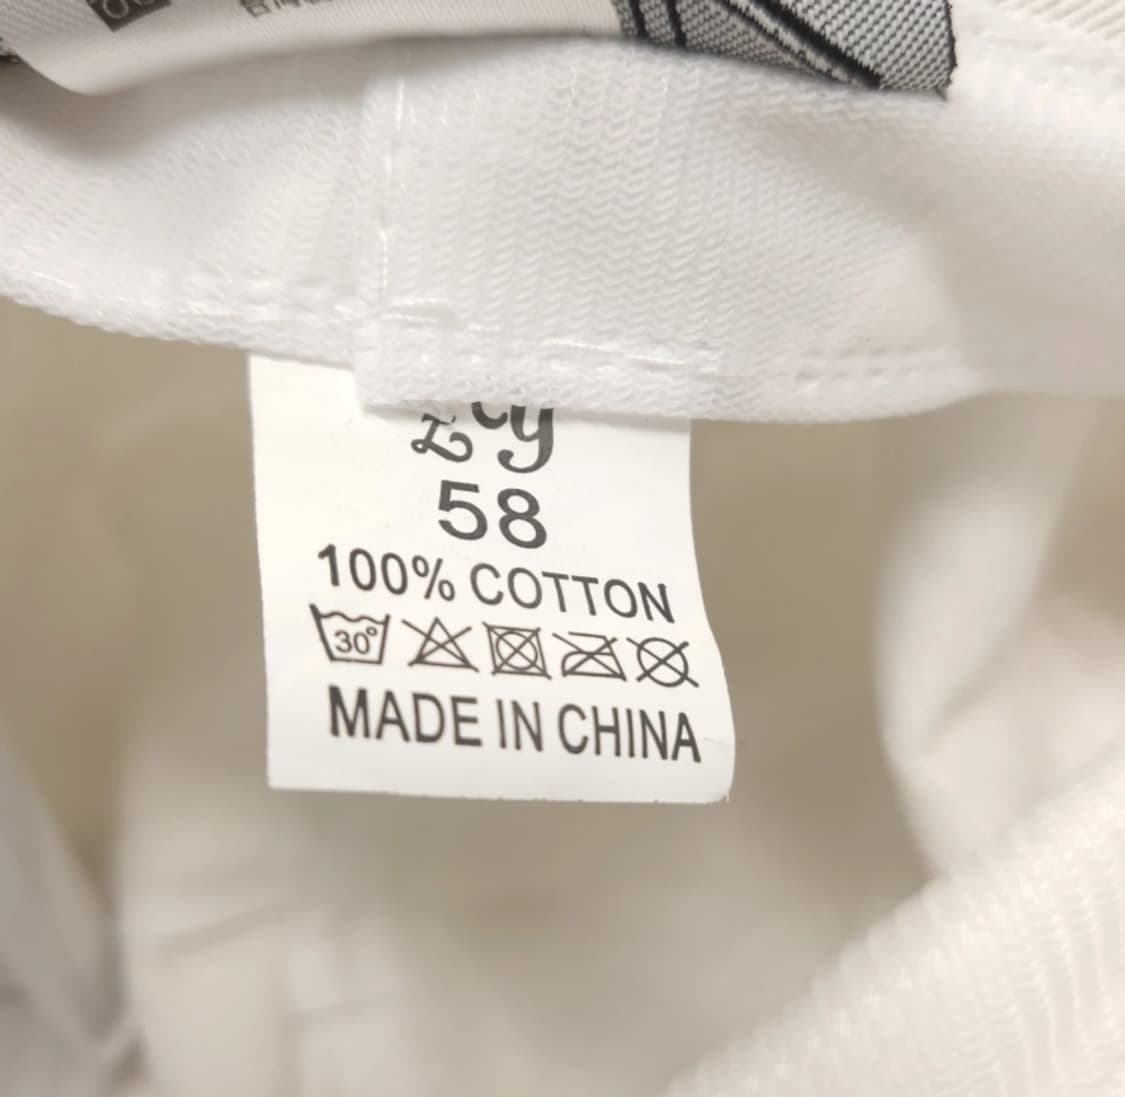 58
100% COTTON
30°
MADE IN CHINA